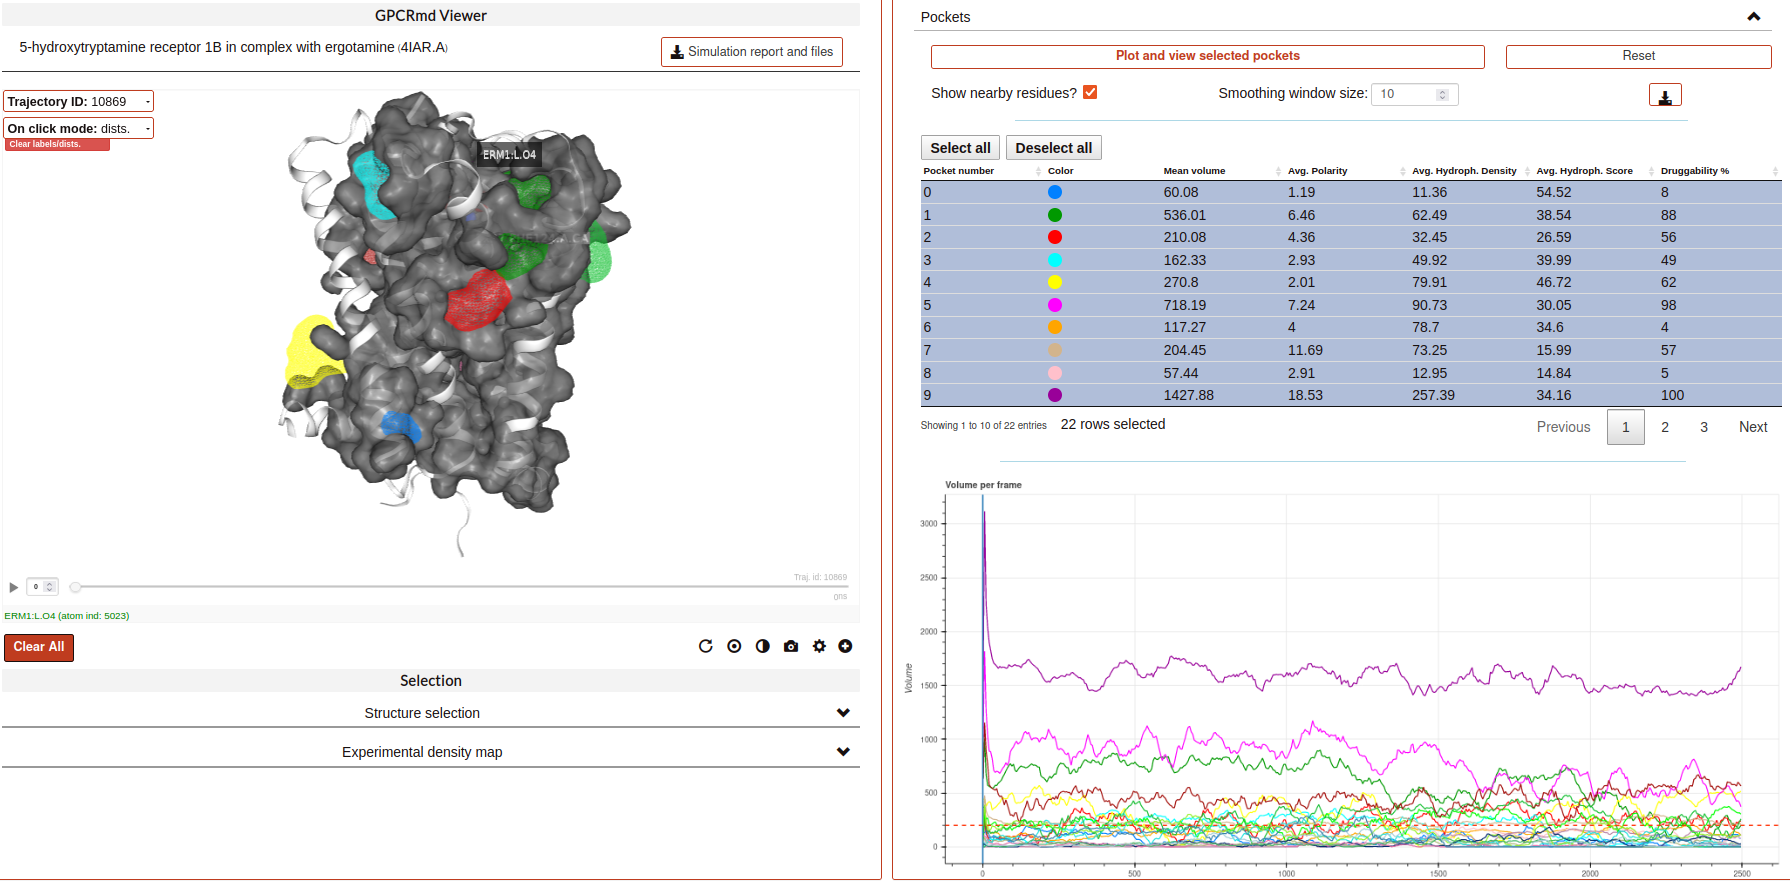 GPCRmd Viewer
5-hydroxytryptamine receptor 1B in complex with ergotamine (4IAR.A)
Simulation report and files
Trajectory ID: 10869
On click mode: dists.
Clear labels/dists.
ERM1:L.O4
Traj. id: 10869
0
0ns
ERM1:L.O4 (atom ind: 5023)
Clear All
Selection
Structure selection
Experimental density map
Pockets
Plot and view selected pockets
Reset
Show nearby residues?
Smoothing window size: 10
Select all
Deselect all
Pocket number Color Mean volume Avg. Polarity Avg. Hydroph. Density Avg. Hydroph. Score Druggability %
0 60.08 1.19 11.36 54.52 8
1 536.01 6.46 62.49 38.54 88
2 210.08 4.36 32.45 26.59 56
3 162.33 2.93 49.92 39.99 49
4 270.8 2.01 79.91 46.72 62
5 718.19 7.24 90.73 30.05 98
6 117.27 4 78.7 34.6 4
7 204.45 11.69 73.25 15.99 57
8 57.44 2.91 12.95 14.84 5
9 1427.88 18.53 257.39 34.16 100
Showing 1 to 10 of 22 entries 22 rows selected
Previous 1 2 3 Next
Volume per frame
3000
2500
2000
1500
1000
500
0
Volume
0 500 1000 1500 2000 2500